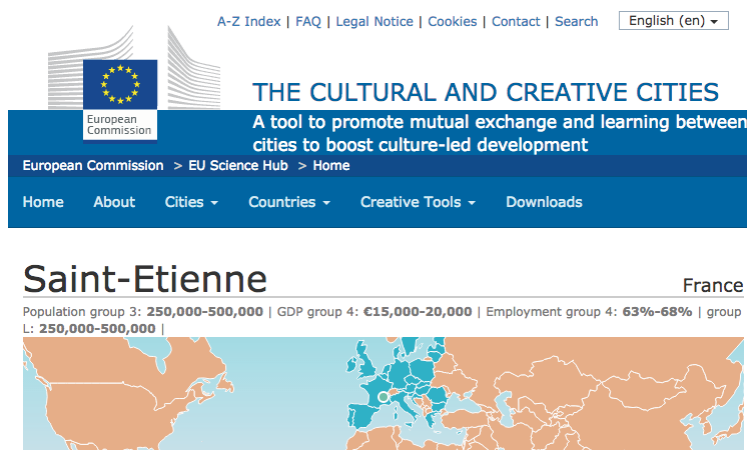 A-Z Index | FAQ | Legal Notice | Cookies | Contact | Search English (en)
THE CULTURAL AND CREATIVE CITIES
European
Commission
A tool to promote mutual exchange and learning between
cities to boost culture-led development
European Commission > EU Science Hub > Home
Home About Cities Countries Creative Tools Downloads
Saint-Etienne France
Population group 3: 250,000-500,000 | GDP group 4: €15,000-20,000 | Employment group 4: 63%-68% | group
L: 250,000-500,000 |